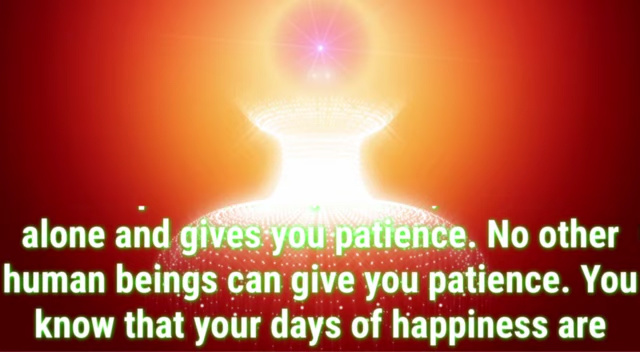 alone and gives you patience. No other
human beings can give you patience. You
know that your days of happiness are